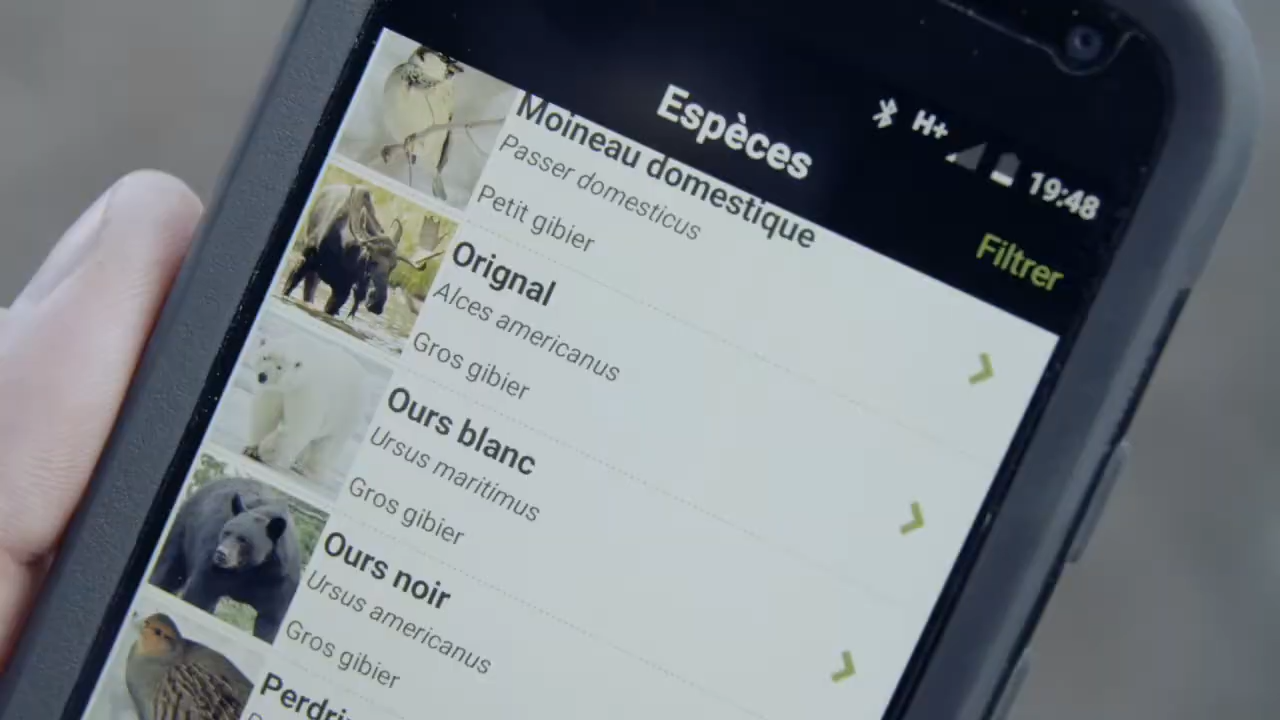 H+ 19:48
Espèces
Filtrer
Moineau domestique
Passer domesticus
Petit gibier
Orignal
Alces americanus
Gros gibier
Ours blanc
Ursus maritimus
Gros gibier
Ours noir
Ursus americanus
Gros gibier